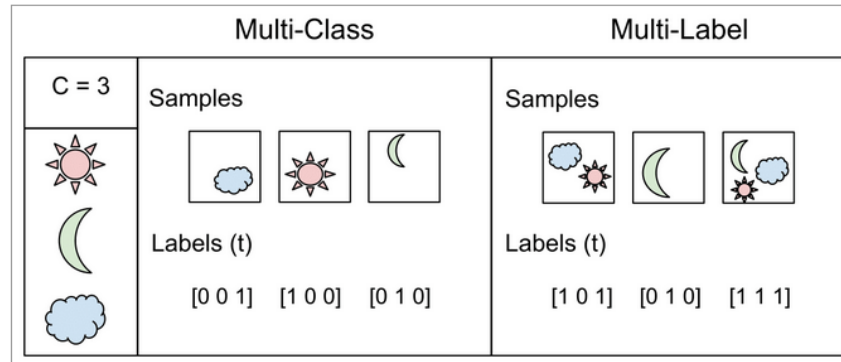 Multi-Class
Multi-Label
C = 3
Samples
Samples
Labels (t)
Labels (t)
[0 0 1] [1 0 0] [0 1 0]
[1 0 1] [0 1 0] [1 1 1]